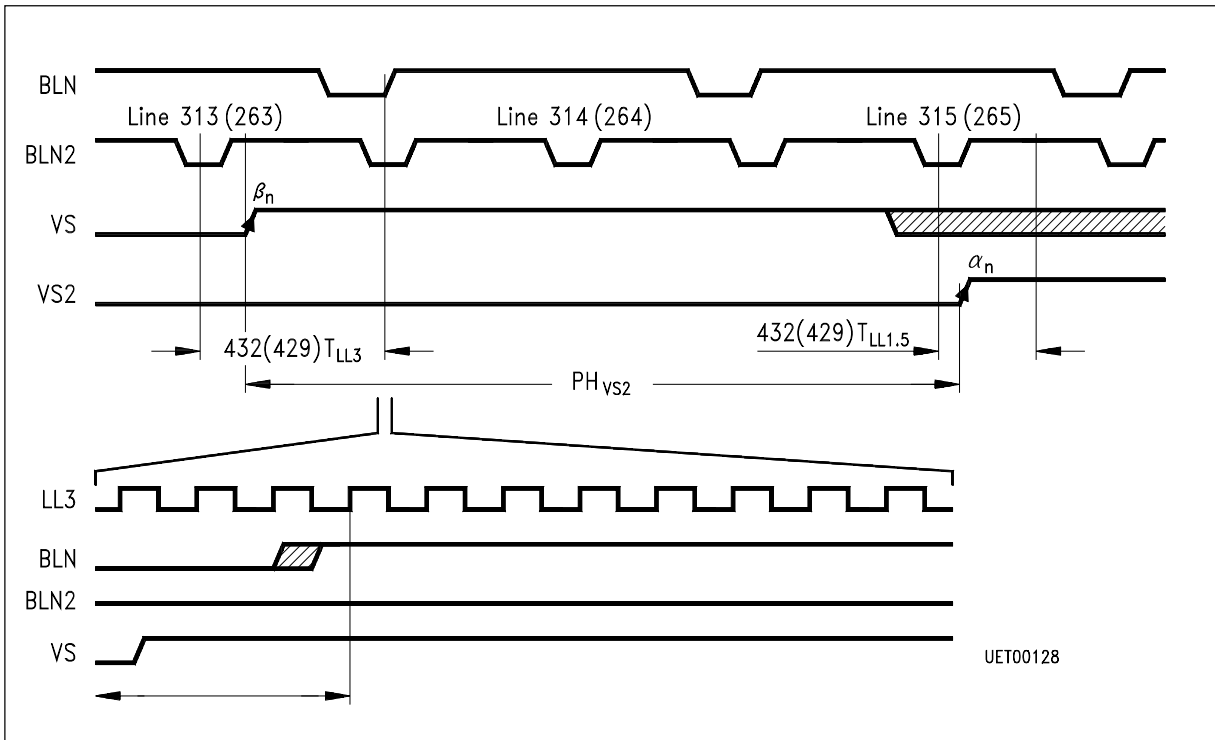 BLN
Line 313 (263) Line 314 (264) Line 315 (265)
BLN2
βn
VS
αn
VS2
432(429)TLL3 432(429)TLL1.5
PHVS2
LL3
BLN
BLN2
VS
UET00128